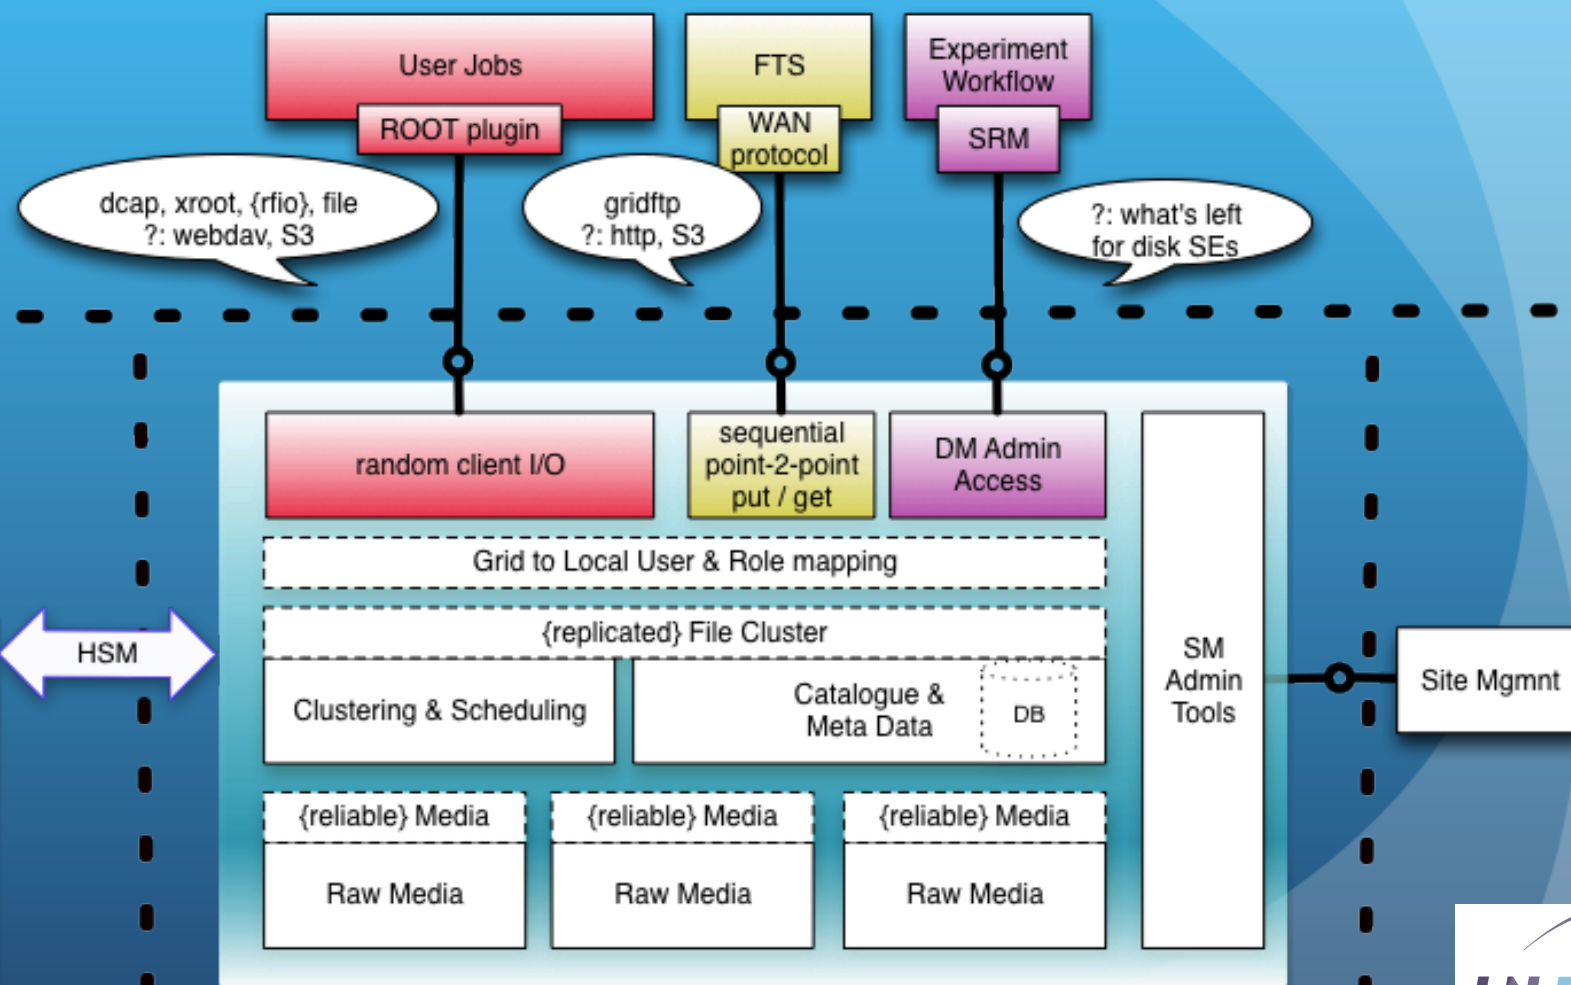 User Jobs
ROOT plugin
FTS
WAN
protocol
Experiment
Workflow
SRM
dcap, xroot, {rfio}, file
?: webdav, S3
gridftp
?: http, S3
?: what's left
for disk SEs
random client I/O
sequential
point-2-point
put / get
DM Admin
Access
Grid to Local User & Role mapping
{replicated} File Cluster
Clustering & Scheduling
Catalogue &
Meta Data
DB
{reliable} Media
Raw Media
{reliable} Media
Raw Media
{reliable} Media
Raw Media
SM
Admin
Tools
HSM
Site Mgmnt